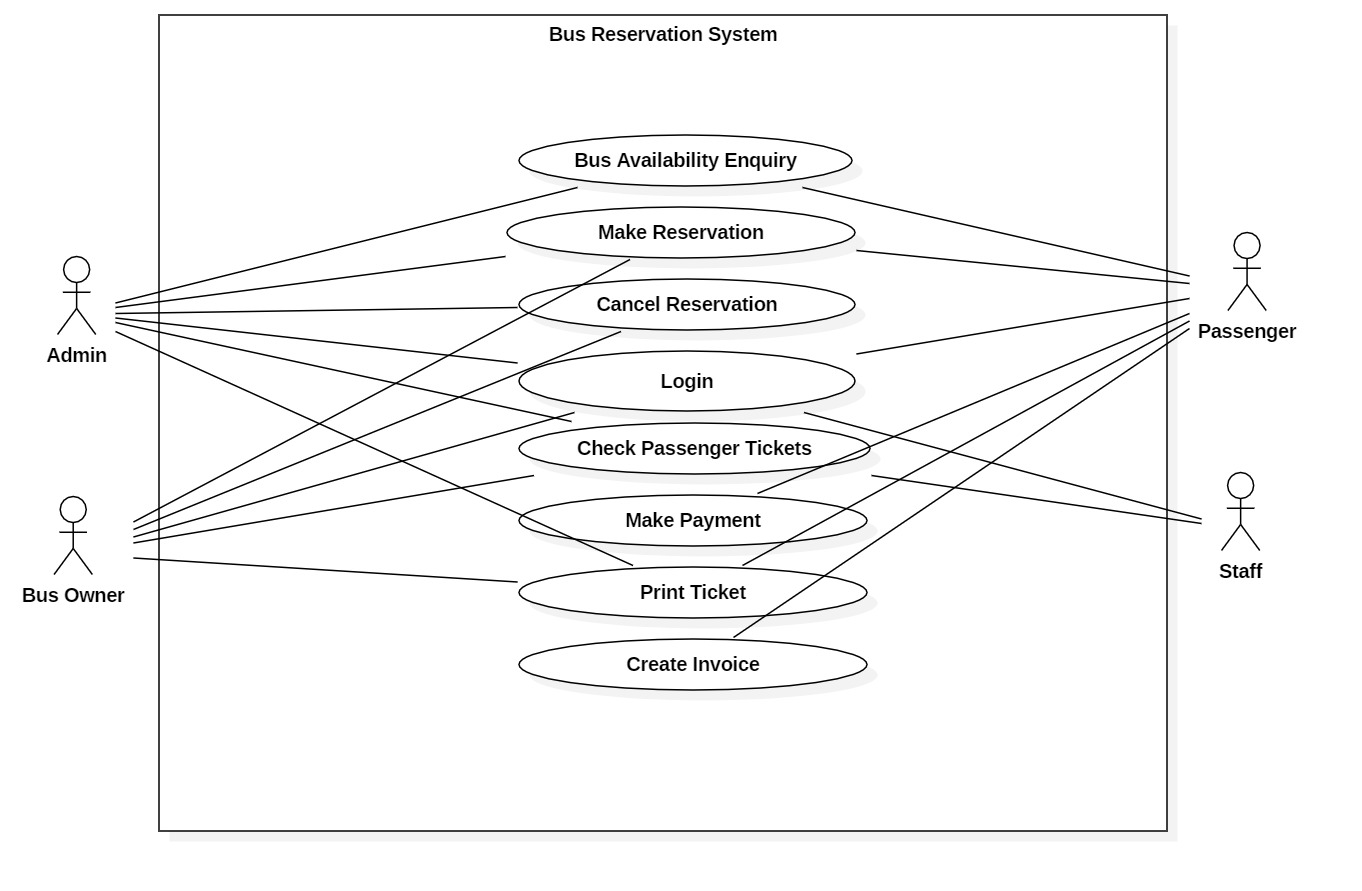 Bus Reservation System
Bus Availability Enquiry
Make Reservation
Cancel Reservation
Admin
Passenger
Login
Check Passenger Tickets
Make Payment
Staff
Print Ticket
Bus Owner
Create Invoice